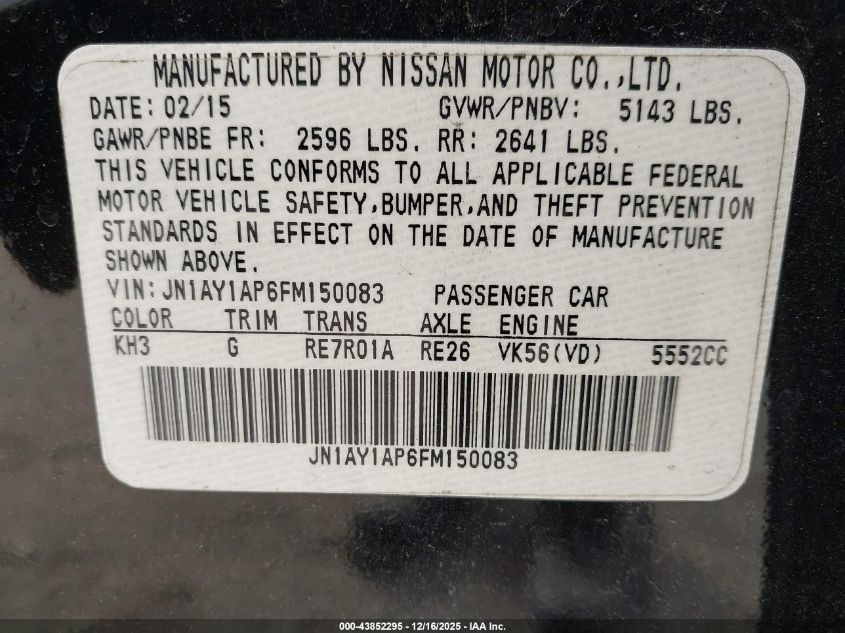 MANUFACTURED BY NISSAN MOTOR CO.,LTD.
DATE: 02/15 GVWR/PNBV: 5143 LBS.
GAWR/PNBE FR: 2596 LBS. RR: 2641 LBS.
THIS VEHICLE CONFORMS TO ALL APPLICABLE FEDERAL
MOTOR VEHICLE SAFETY,BUMPER,AND THEFT PREVENTION
STANDARDS IN EFFECT ON THE DATE OF MANUFACTURE
SHOWN ABOVE.
VIN:JN1AY1AP6FM150083 PASSENGER CAR
COLOR TRIM TRANS AXLE ENGINE
KH3 G RE7R01A RE26 VK56(VD) 5552CC
JN1AY1AP6FM150083
000-43852295 - 12/16/2025 - IAA Inc.